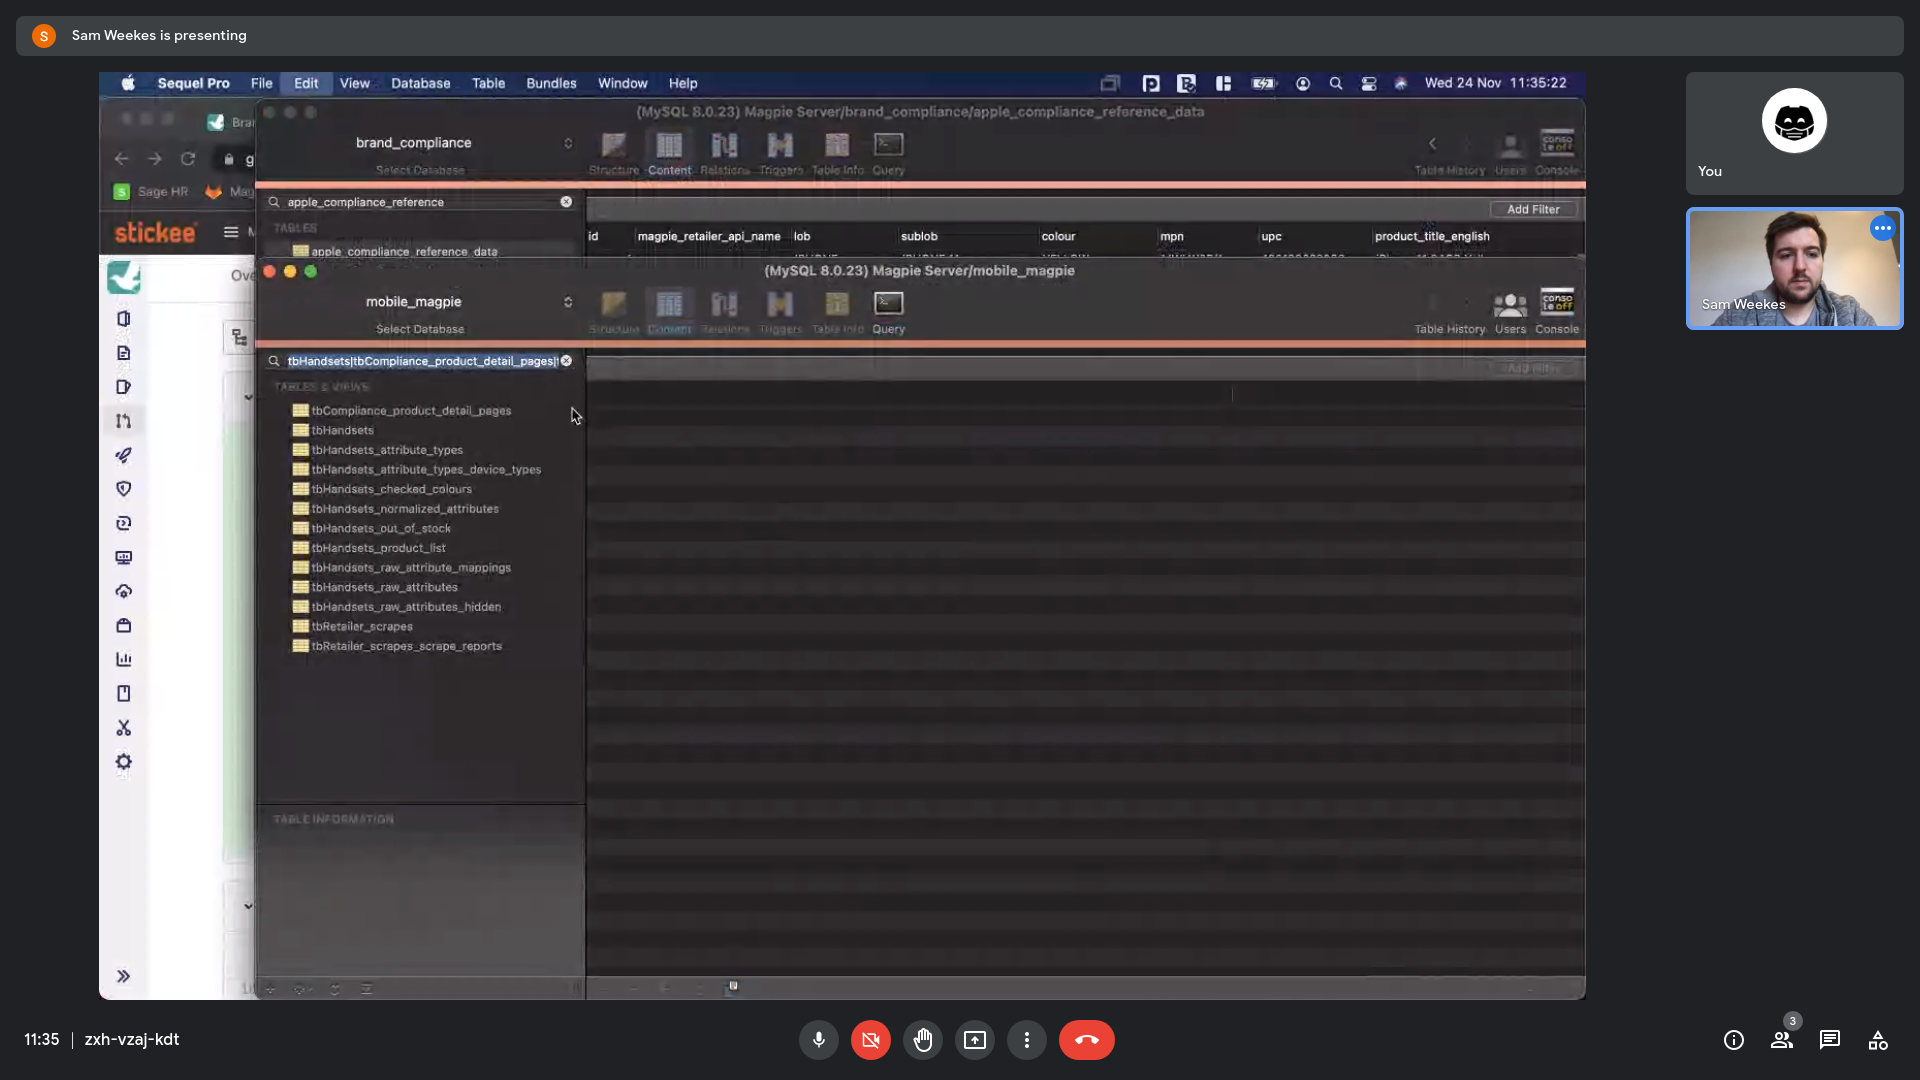 S Sam Weekes is presenting
Sequel Pro File Edit View Database Table Bundles Window Help Wed 24 Nov 11:35:22
(MySQL 8.0.23) Magpie Server/brand_compliance/apple_compliance_reference_data
Bra
brand_compliance
Select Database
Structure Content Relations Triggers Table Info Query
Table History Users Console
g
S Sage HR
apple_compliance_reference
Add Filter
stickee
TABLES
apple_compliance_reference_data
id magpie_retailer_api_name lob sublob colour mpn upc product_title_english
(MySQL 8.0.23) Magpie Server/mobile_magpie
Ove
mobile_magpie
Select Database
Structure Content Relations Triggers Table Info Query
Table History Users Console
tbHandsets|tbCompliance_product_detail_pages|
Add Filter
TABLES & VIEWS
tbCompliance_product_detail_pages
tbHandsets
tbHandsets_attribute_types
tbHandsets_attribute_types_device_types
tbHandsets_checked_colours
tbHandsets_normalized_attributes
tbHandsets_out_of_stock
tbHandsets_product_list
tbHandsets_raw_attribute_mappings
tbHandsets_raw_attributes
tbHandsets_raw_attributes_hidden
tbRetailer_scrapes
tbRetailer_scrapes_scrape_reports
TABLE INFORMATION
You
Sam Weekes
11:35 | zxh-vzaj-kdt
3